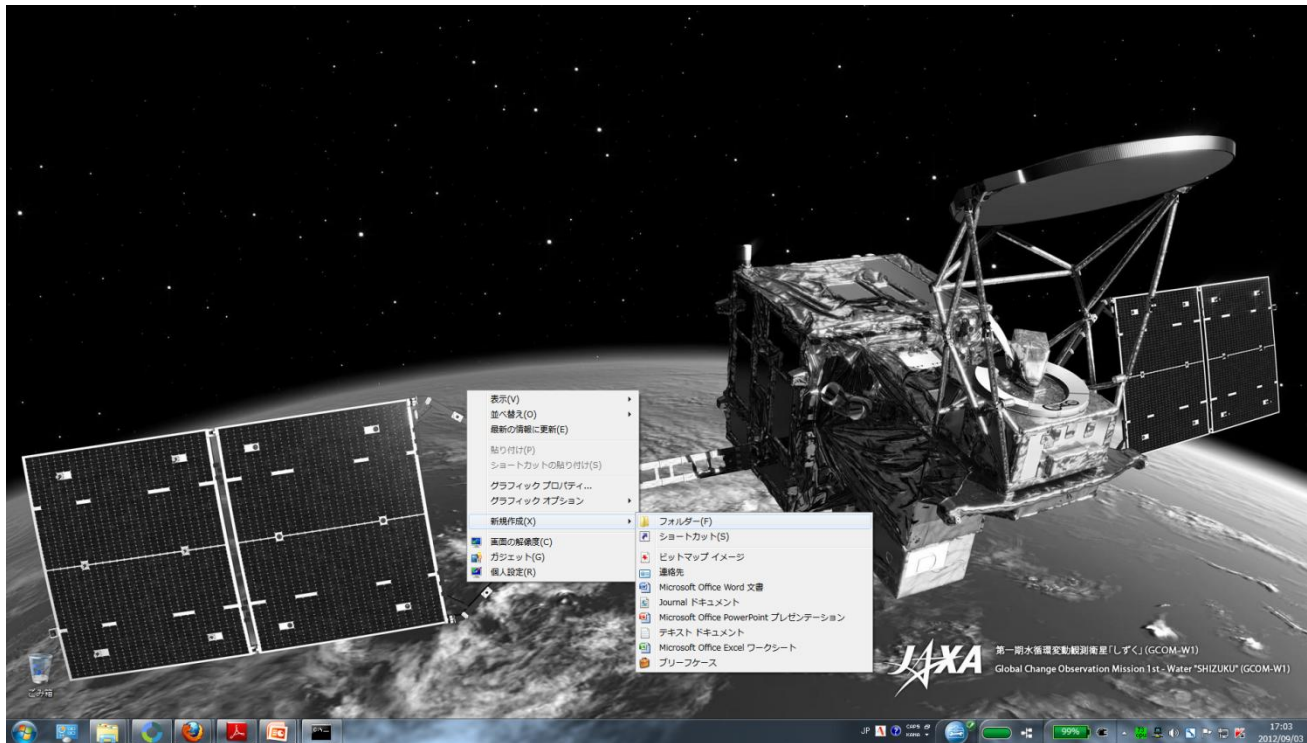 表示(V)
並べ替え(O)
最新の情報に更新(E)
貼り付け(P)
ショートカットの貼り付け(S)
グラフィック プロパティ...
グラフィック オプション
新規作成(X)
画面の解像度(C)
ガジェット(G)
個人設定(R)
フォルダー(F)
ショートカット(S)
ビットマップ イメージ
連絡先
Microsoft Office Word 文書
Journal ドキュメント
Microsoft Office PowerPoint プレゼンテーション
テキスト ドキュメント
Microsoft Office Excel ワークシート
ブリーフケース
JAXA
第一期水循環変動観測衛星「しずく」(GCOM-W1)
Global Change Observation Mission 1st - Water "SHIZUKU" (GCOM-W1)
ごみ箱
JP
CAPS
KANA
99%
17:03
2012/09/03